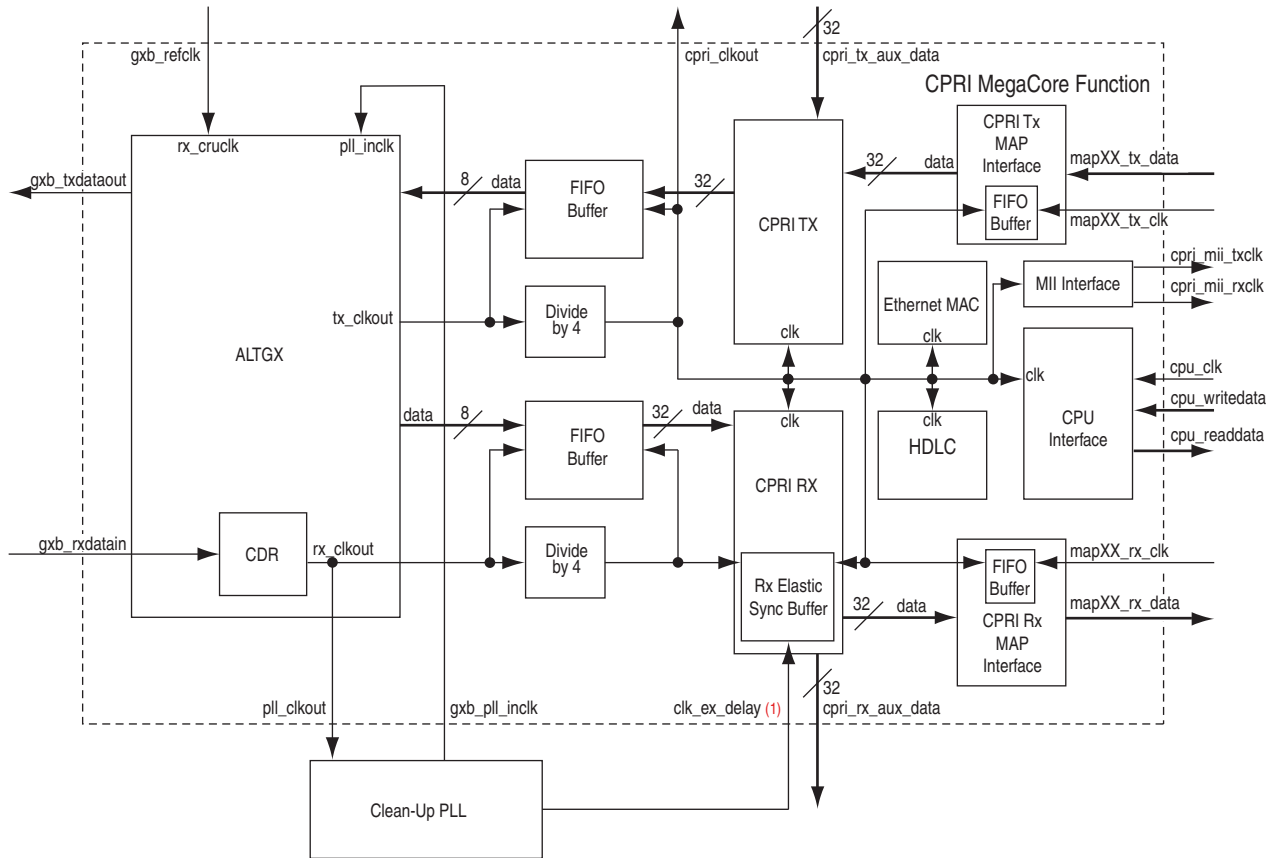 32
gxb_refclk
cpri_clkout
cpri_tx_aux_data
CPRI MegaCore Function
rx_cruclk
pll_inclk
CPRI Tx
MAP
Interface
gxb_txdataout
8
data
FIFO
Buffer
32
CPRI TX
32
data
mapXX_tx_data
FIFO
Buffer
mapXX_tx_clk
cpri_mii_txclk
MII Interface
cpri_mii_rxclk
Ethernet MAC
clk
tx_clkout
Divide
by 4
clk
ALTGX
clk
cpu_clk
cpu_writedata
CPU
Interface
cpu_readdata
data
8
FIFO
Buffer
32
data
clk
CPRI RX
clk
HDLC
gxb_rxdatain
CDR
rx_clkout
Divide
by 4
Rx Elastic
Sync Buffer
32
data
FIFO
Buffer
mapXX_rx_clk
mapXX_rx_data
CPRI Rx
MAP
Interface
32
pll_clkout
gxb_pll_inclk
clk_ex_delay (1)
cpri_rx_aux_data
Clean-Up PLL